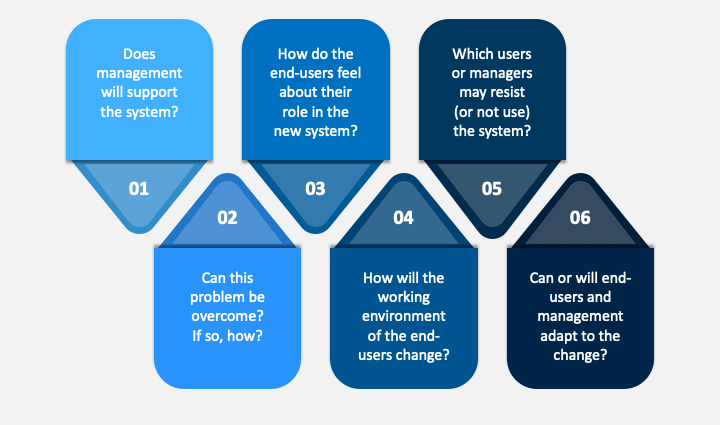 Does
management
will support
the system?
01
02
Can this
problem be
overcome?
If so, how?
How do the
end-users feel
about their
role in the
new system?
03
04
How will the
working
environment
of the end-
users change?
Which users
or managers
may resist
(or not use)
the system?
05
06
Can or will end-
users and
management
adapt to the
change?